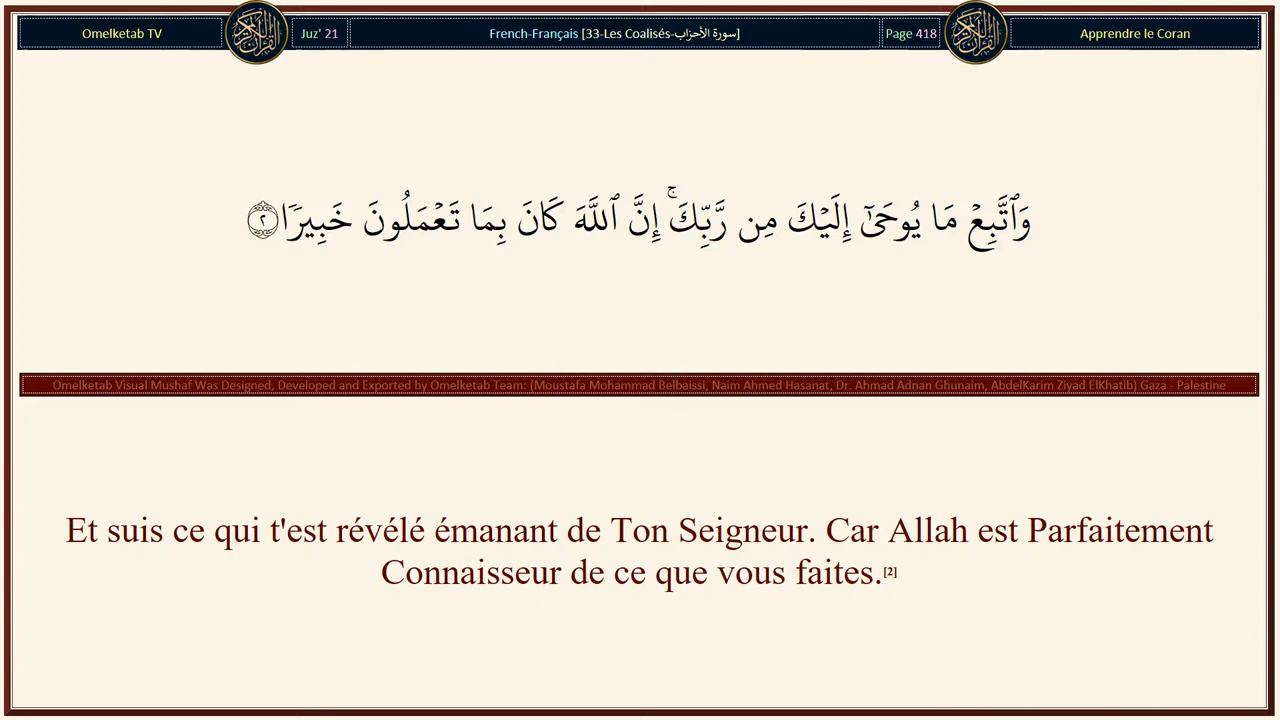 Omelketab TV
Juz' 21
French-Français [33-Les Coalisés-سورة الأحزاب]
Page 418
Apprendre le Coran
وَٱتَّبِعۡ مَا يُوحَىٰٓ إِلَيۡكَ مِن رَّبِّكَۚ إِنَّ ٱللَّهَ كَانَ بِمَا تَعۡمَلُونَ خَبِيرٗا ٢
Omelketab Visual Mushaf Was Designed, Developed and Exported by Omelketab Team: (Moustafa Mohammad Belbaissi, Naim Ahmed Hasanat, Dr. Ahmad Adnan Ghunaim, AbdelKarim Ziyad ElKhatib) Gaza - Palestine
Et suis ce qui t'est révélé émanant de Ton Seigneur. Car Allah est Parfaitement
Connaisseur de ce que vous faites.[2]